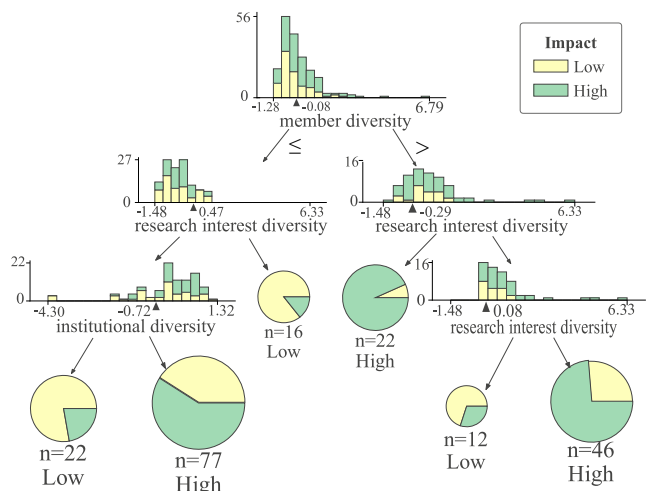 56
0
-1.28
-0.08
6.79
member diversity
Impact
Low
High
≤
>
27
0
-1.48
0.47
6.33
research interest diversity
16
0
-1.48
-0.29
6.33
research interest diversity
22
0
-4.30
-0.72
1.32
institutional diversity
n=16
Low
n=22
High
16
0
-1.48
0.08
6.33
research interest diversity
n=22
Low
n=77
High
n=12
Low
n=46
High